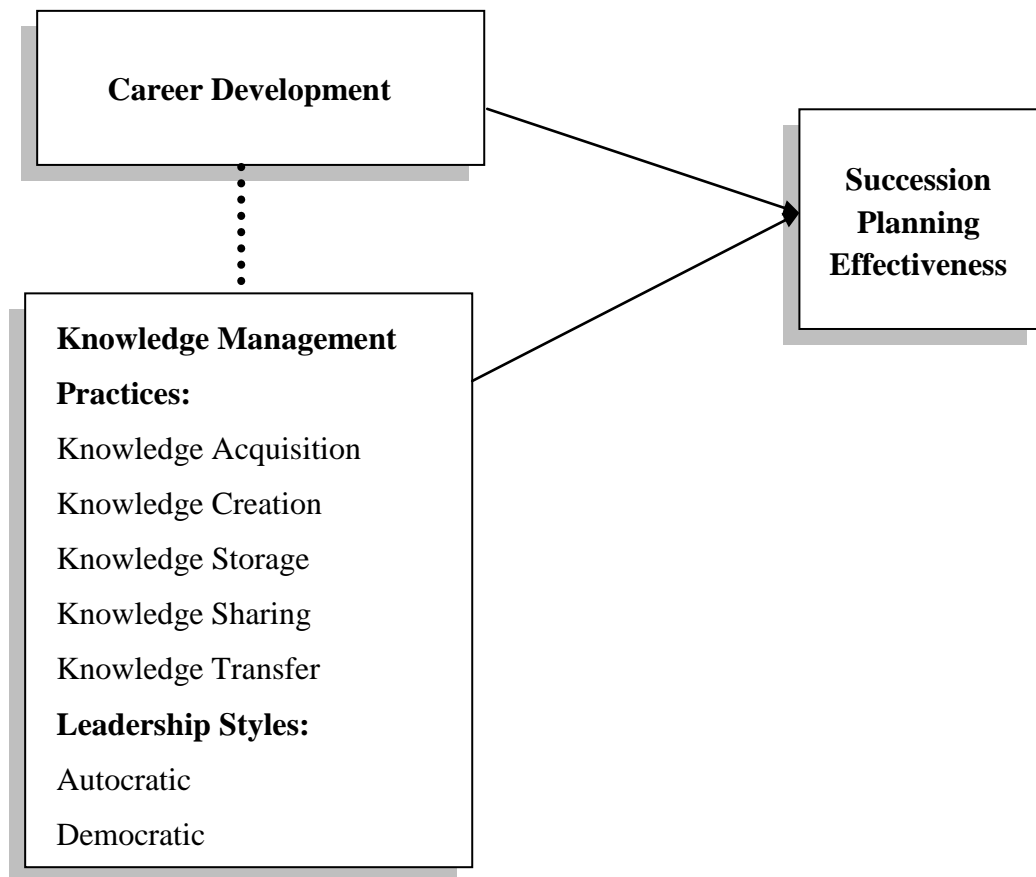 Career Development
Succession
Planning
Effectiveness
Knowledge Management
Practices:
Knowledge Acquisition
Knowledge Creation
Knowledge Storage
Knowledge Sharing
Knowledge Transfer
Leadership Styles:
Autocratic
Democratic